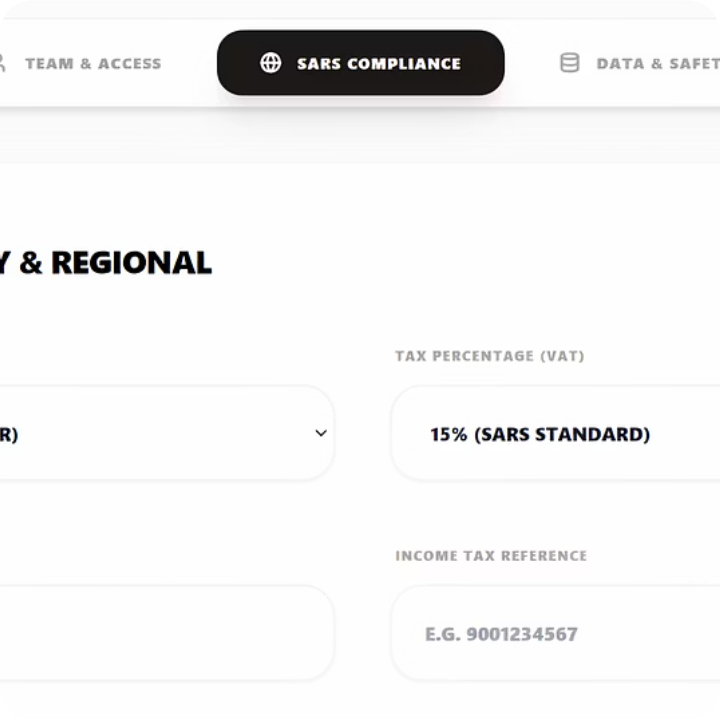 TEAM & ACCESS
SARS COMPLIANCE
DATA & SAFET
Y & REGIONAL
TAX PERCENTAGE (VAT)
R)
15% (SARS STANDARD)
INCOME TAX REFERENCE
E.G. 9001234567